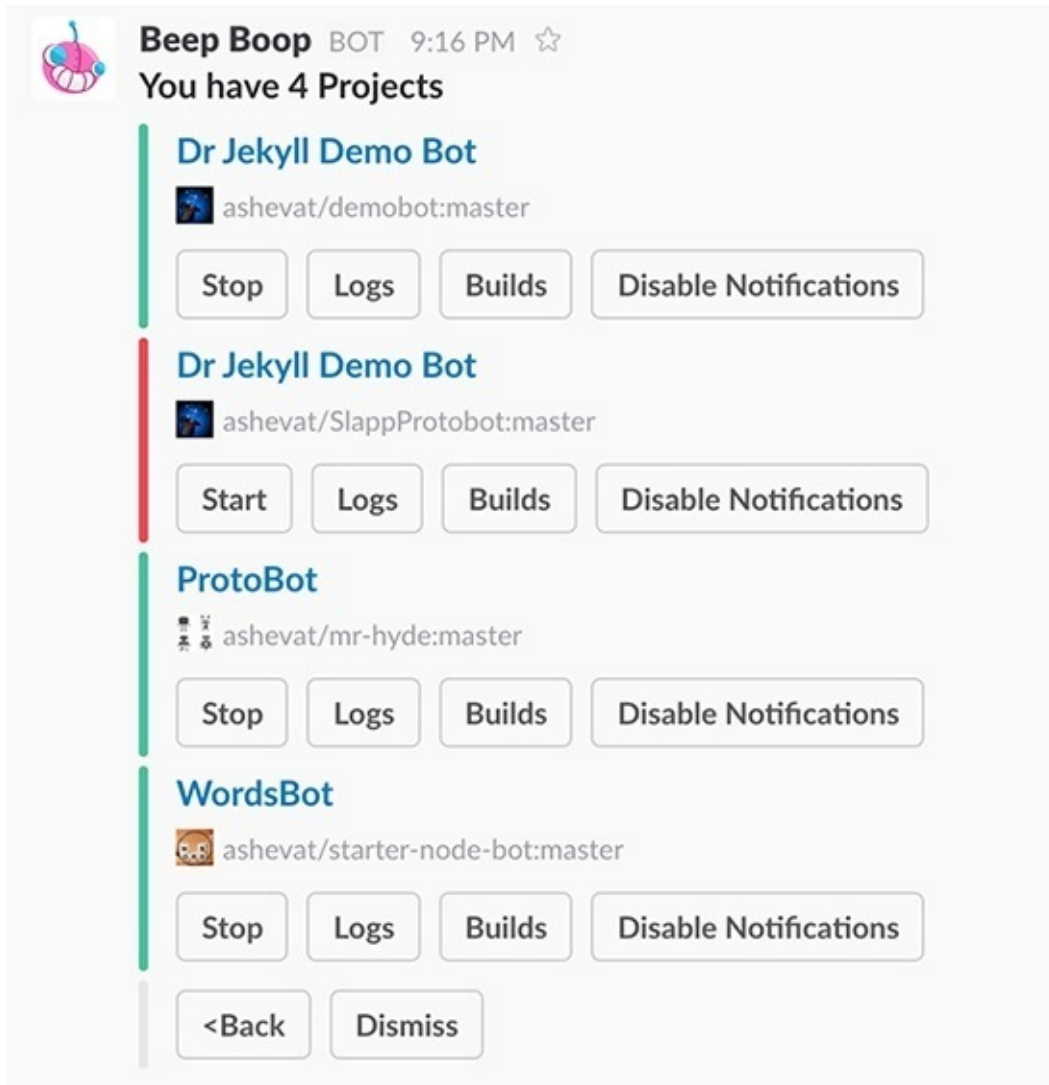 Beep Boop BOT 9:16 PM
You have 4 Projects
Dr Jekyll Demo Bot
ashevat/demobot:master
Stop Logs Builds Disable Notifications
Dr Jekyll Demo Bot
ashevat/SlappProtobot:master
Start Logs Builds Disable Notifications
ProtoBot
ashevat/mr-hyde:master
Stop Logs Builds Disable Notifications
WordsBot
ashevat/starter-node-bot:master
Stop Logs Builds Disable Notifications
<Back Dismiss